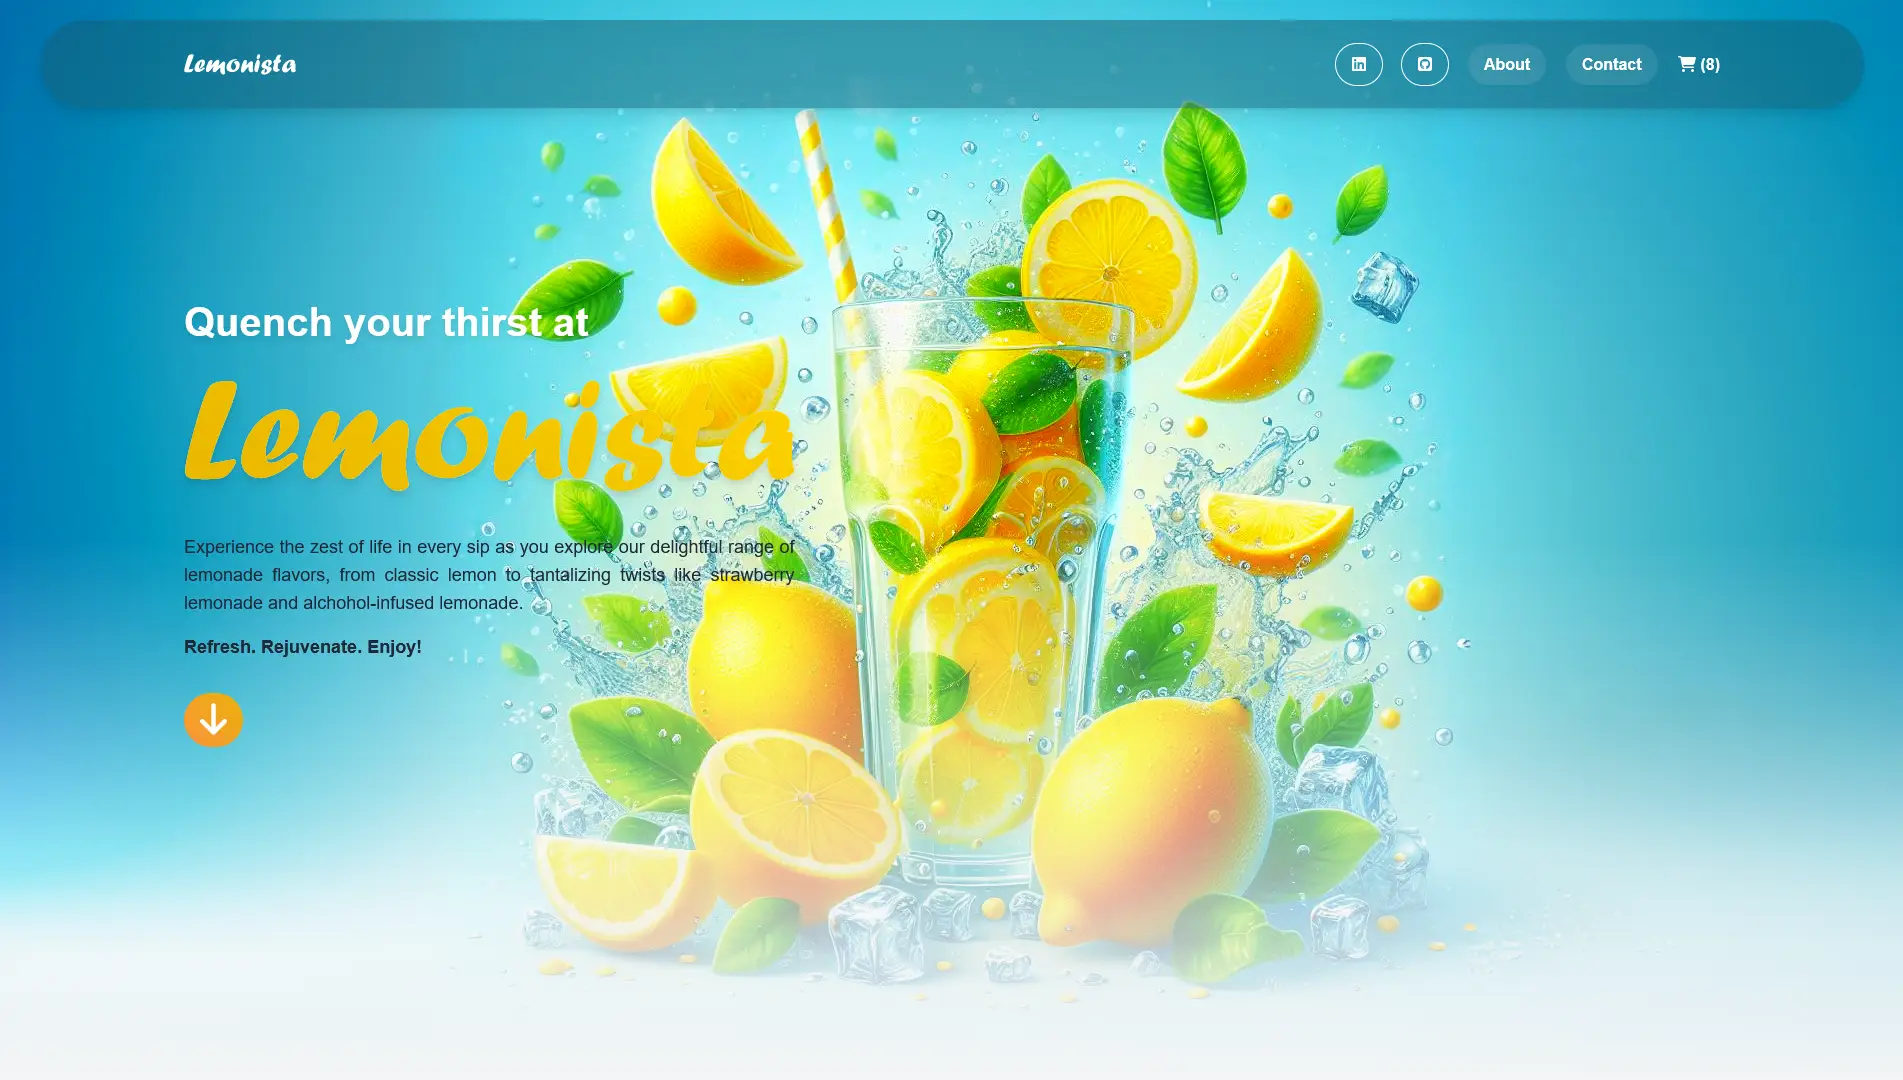 Lemonista
About
Contact
(8)
Quench your thirst at
Lemonista
Experience the zest of life in every sip as you explore our delightful range of
lemonade flavors, from classic lemon to tantalizing twists like strawberry
lemonade and alchohol-infused lemonade.
Refresh. Rejuvenate. Enjoy!